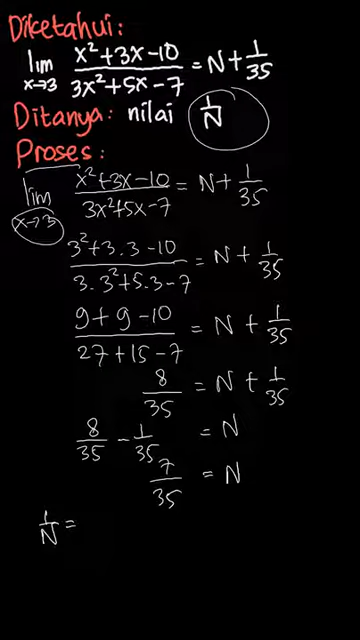 Diketahui:
lim x→3 (x²+3x-10)/(3x²+5x-7) = N + 1/35
Ditanya: nilai 1/N
Proses:
lim x→3 (x²+3x-10)/(3x²+5x-7) = N + 1/35
(3²+3.3-10)/(3.3²+5.3-7) = N + 1/35
(9+9-10)/(27+15-7) = N + 1/35
8/35 = N + 1/35
8/35 - 1/35 = N
7/35 = N
1/N =